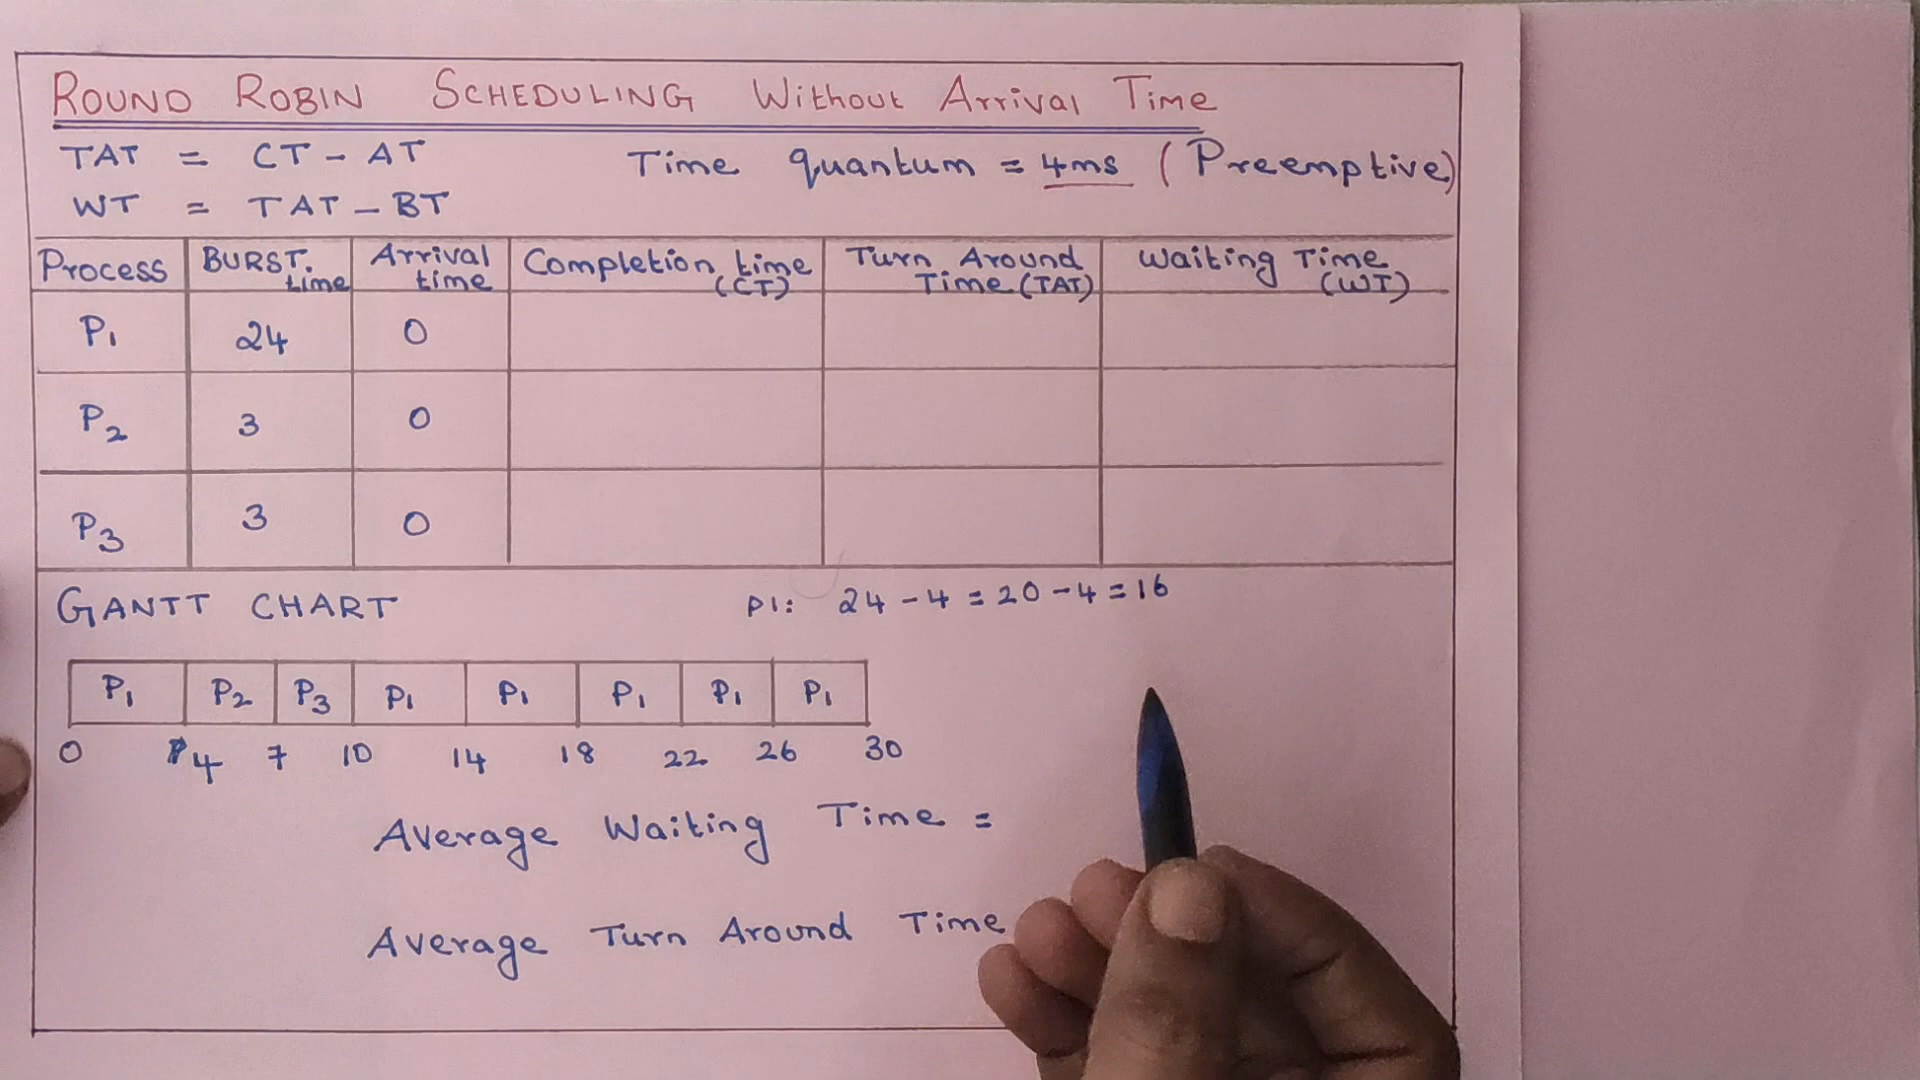 ROUND ROBIN SCHEDULING Without Arrival Time
TAT = CT - AT
Time quantum = 4ms (Preemptive)
WT = TAT - BT
Process BURST time Arrival time Completion time (CT) Turn Around Time (TAT) Waiting Time (WT)
P1 24 0
P2 3 0
P3 3 0
GANTT CHART
P1: 24 - 4 = 20 - 4 = 16
P1 P2 P3 P1 P1 P1 P1 P1
0 4 7 10 14 18 22 26 30
Average Waiting Time =
Average Turn Around Time